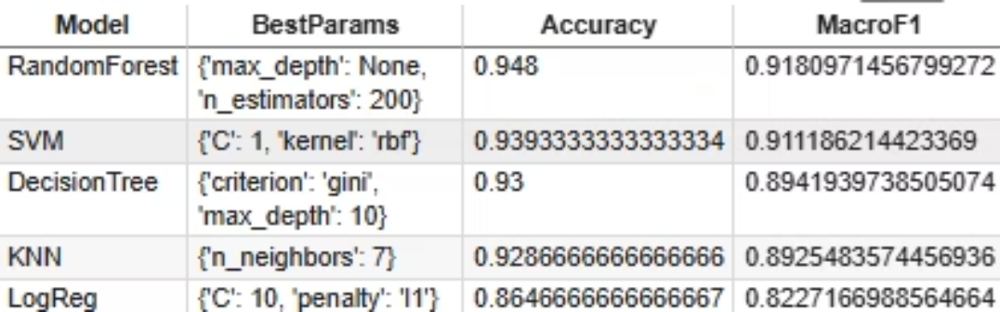 Model BestParams Accuracy MacroF1
RandomForest {'max_depth': None, 0.948 0.9180971456799272
'n_estimators': 200}
SVM {'C': 1, 'kernel': 'rbf'} 0.9393333333333334 0.911186214423369
DecisionTree {'criterion': 'gini', 0.93 0.8941939738505074
'max_depth': 10}
KNN {'n_neighbors': 7} 0.9286666666666666 0.8925483574456936
LogReg {'C': 10, 'penalty': 'l1'} 0.8646666666666667 0.8227166988564664